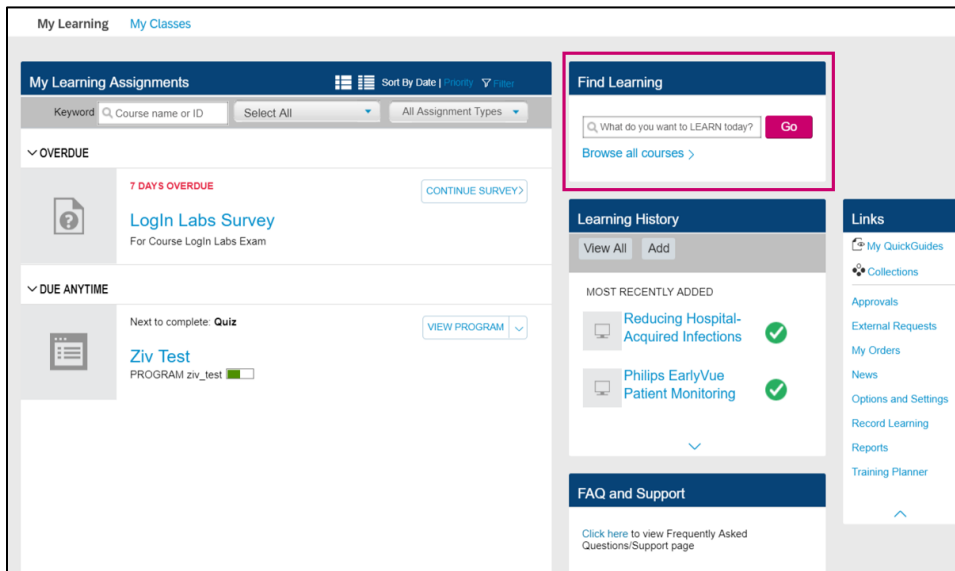 My Learning My Classes
My Learning Assignments Sort By Date | Priority Filter
Keyword Course name or ID Select All All Assignment Types
OVERDUE
7 DAYS OVERDUE
CONTINUE SURVEY
LogIn Labs Survey
For Course LogIn Labs Exam
DUE ANYTIME
Next to complete: Quiz
VIEW PROGRAM
Ziv Test
PROGRAM ziv_test
Find Learning
What do you want to LEARN today? Go
Browse all courses
Learning History
View All Add
MOST RECENTLY ADDED
Reducing Hospital-
Acquired Infections
Philips EarlyVue
Patient Monitoring
FAQ and Support
Click here to view Frequently Asked
Questions/Support page
Links
My QuickGuides
Collections
Approvals
External Requests
My Orders
News
Options and Settings
Record Learning
Reports
Training Planner